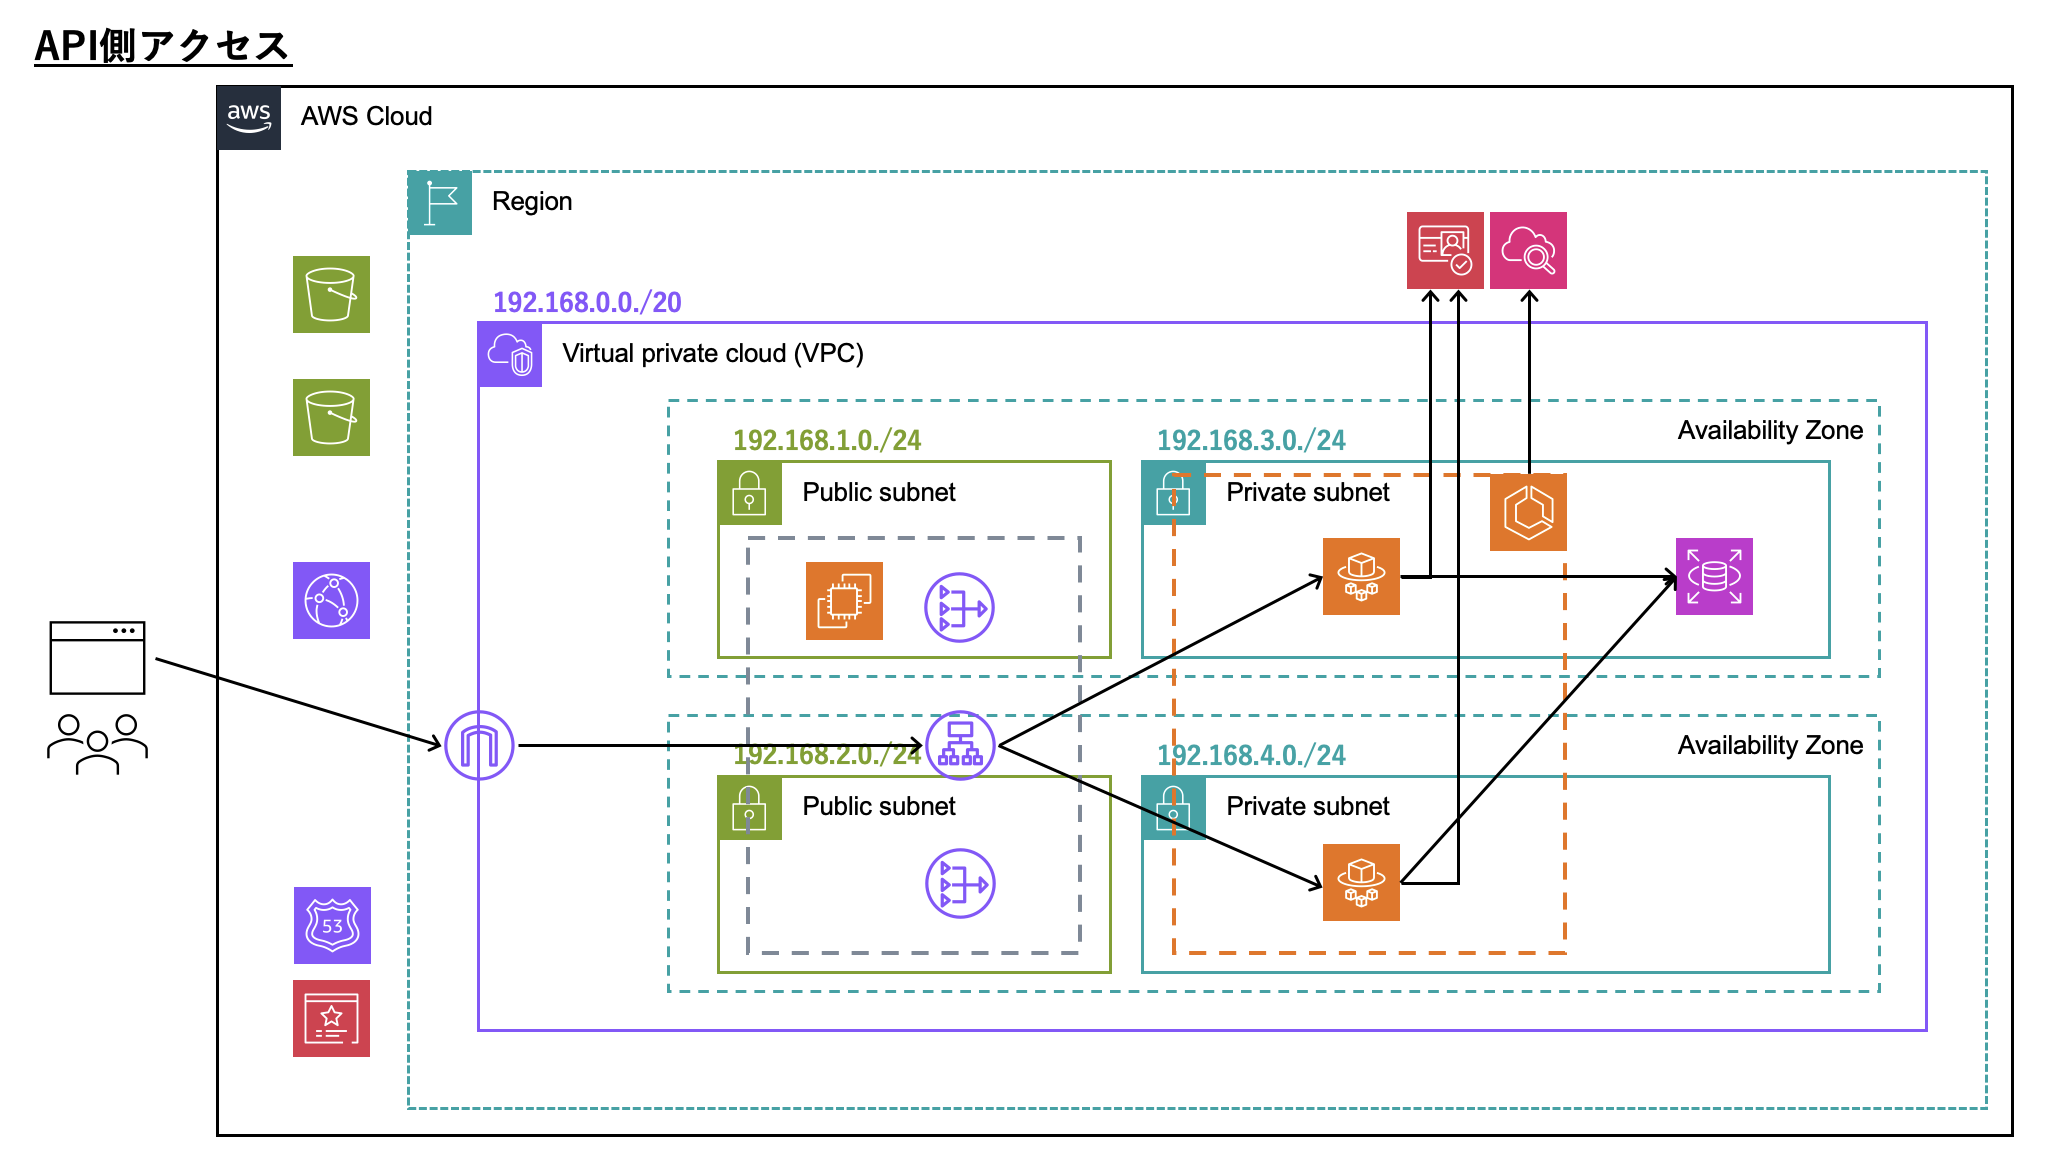 API側アクセス
aws
AWS Cloud
Region
192.168.0.0./20
Virtual private cloud (VPC)
Availability Zone
192.168.1.0./24
192.168.3.0./24
Public subnet
Private subnet
Availability Zone
192.168.2.0./24
192.168.4.0./24
Public subnet
Private subnet
53